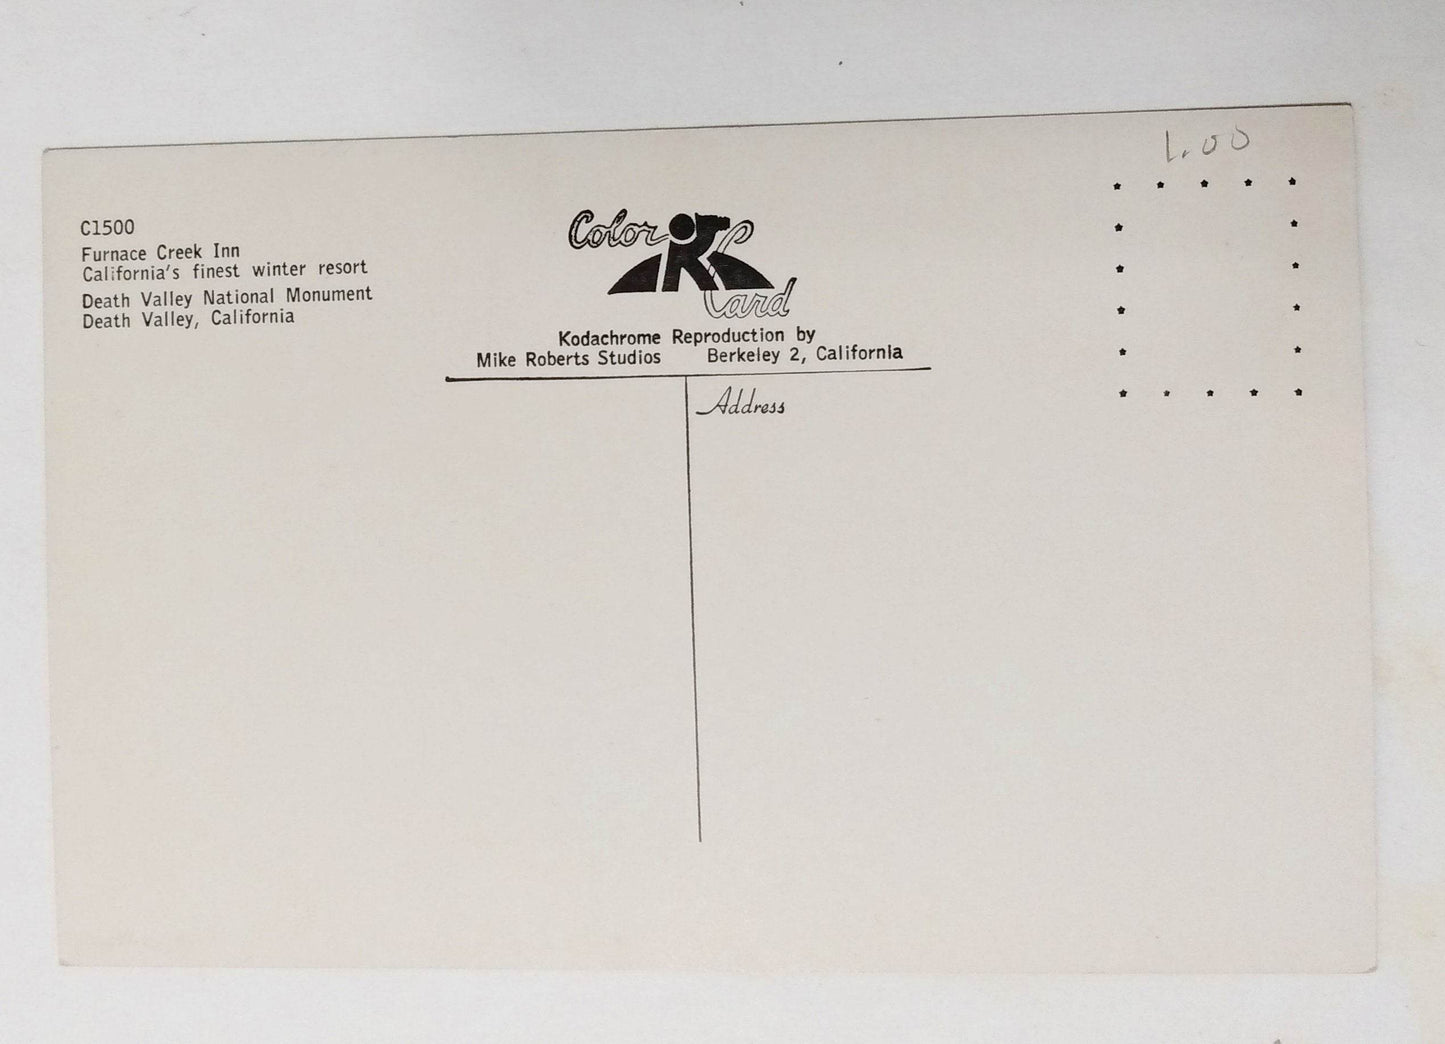 1.00
C1500
Furnace Creek Inn
California's finest winter resort
Death Valley National Monument
Death Valley, California
Color
Card
Kodachrome Reproduction by
Mike Roberts Studios Berkeley 2, California
Address